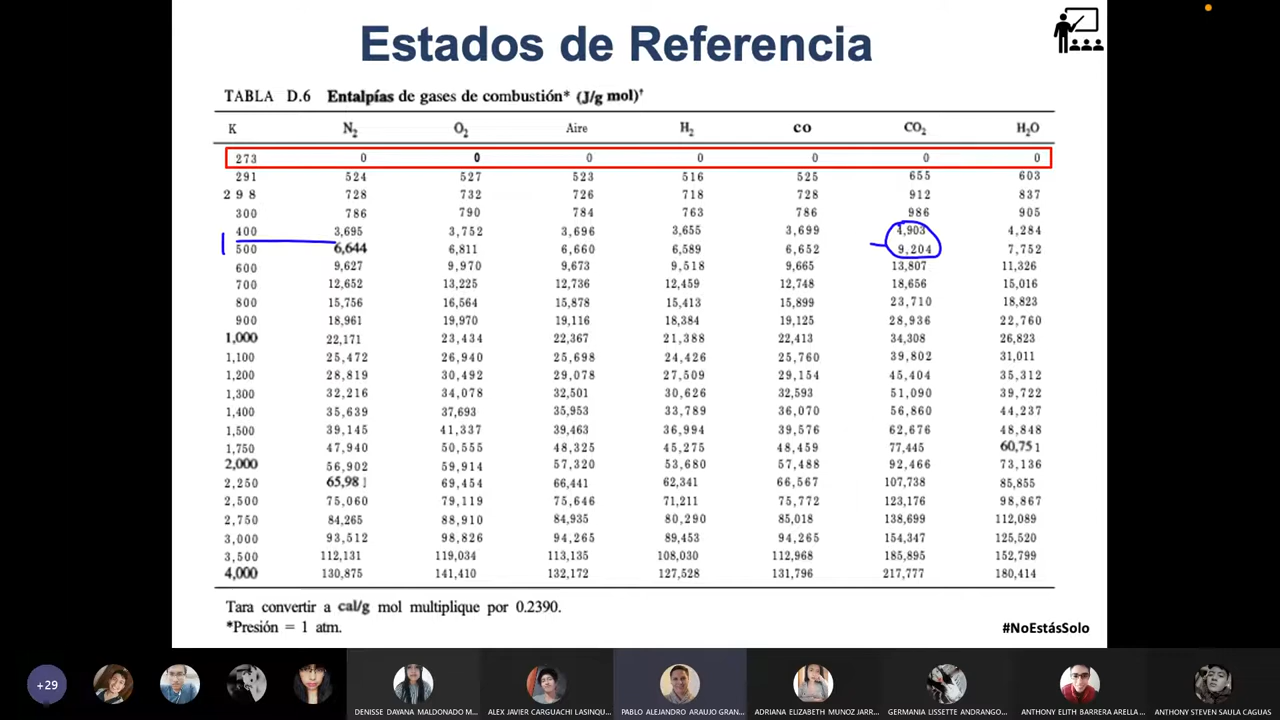 Estados de Referencia
TABLA D.6 Entalpías de gases de combustión* (J/g mol)†
K N2 O2 Aire H2 CO CO2 H2O
273 0 0 0 0 0 0 0
291 524 527 523 516 525 655 603
298 728 732 726 718 728 912 837
300 786 790 784 763 786 986 905
400 3,695 3,752 3,696 3,655 3,699 4,903 4,284
500 6,644 6,811 6,660 6,589 6,652 9,204 7,752
600 9,627 9,970 9,673 9,518 9,665 13,807 11,326
700 12,652 13,225 12,736 12,459 12,748 18,656 15,016
800 15,756 16,564 15,878 15,413 15,899 23,710 18,823
900 18,961 19,970 19,116 18,384 19,125 28,936 22,760
1,000 22,171 23,434 22,367 21,388 22,413 34,308 26,823
1,100 25,472 26,940 25,698 24,426 25,760 39,802 31,011
1,200 28,819 30,492 29,078 27,509 29,154 45,404 35,312
1,300 32,216 34,078 32,501 30,626 32,593 51,090 39,722
1,400 35,639 37,693 35,953 33,789 36,070 56,860 44,237
1,500 39,145 41,337 39,463 36,994 39,576 62,676 48,848
1,750 47,940 50,555 48,325 45,275 48,459 77,445 60,751
2,000 56,902 59,914 57,320 53,680 57,488 92,466 73,136
2,250 65,981 69,454 66,441 62,341 66,567 107,738 85,855
2,500 75,060 79,119 75,646 71,211 75,772 123,176 98,867
2,750 84,265 88,910 84,935 80,290 85,018 138,699 112,089
3,000 93,512 98,826 94,265 89,453 94,265 154,347 125,520
3,500 112,131 119,034 113,135 108,030 112,968 185,895 152,799
4,000 130,875 141,410 132,172 127,528 131,796 217,777 180,414
Tara convertir a cal/g mol multiplique por 0.2390.
*Presión = 1 atm.
#NoEstásSolo
+29
DENISSE DAYANA MALDONADO M...
ALEX JAVIER CARGUACHI LASINQU...
PABLO ALEJANDRO ARAUJO GRAN...
ADRIANA ELIZABETH MUNOZ JARR...
GERMANIA LISSETTE ANDRANGO...
ANTHONY ELITH BARRERA ARELLA ...
ANTHONY STEVEN SAULA CAGUAS